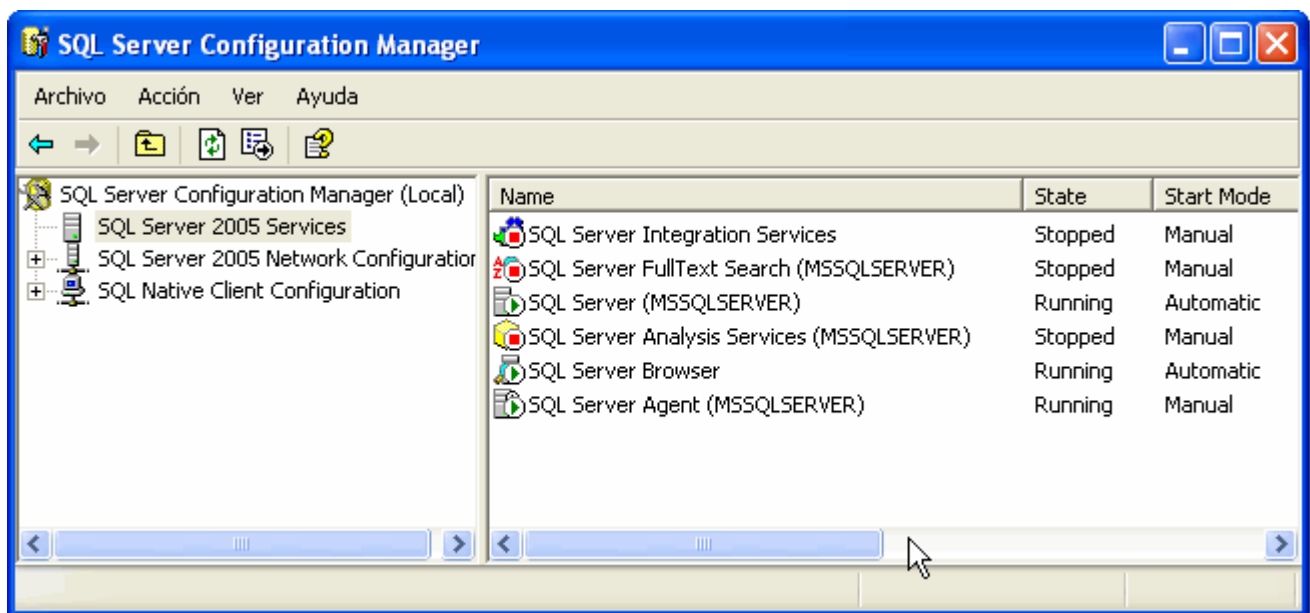 SQL Server Configuration Manager
Archivo Acción Ver Ayuda
SQL Server Configuration Manager (Local)
SQL Server 2005 Services
SQL Server 2005 Network Configuration
SQL Native Client Configuration
Name State Start Mode
SQL Server Integration Services Stopped Manual
SQL Server FullText Search (MSSQLSERVER) Stopped Manual
SQL Server (MSSQLSERVER) Running Automatic
SQL Server Analysis Services (MSSQLSERVER) Stopped Manual
SQL Server Browser Running Automatic
SQL Server Agent (MSSQLSERVER) Running Manual